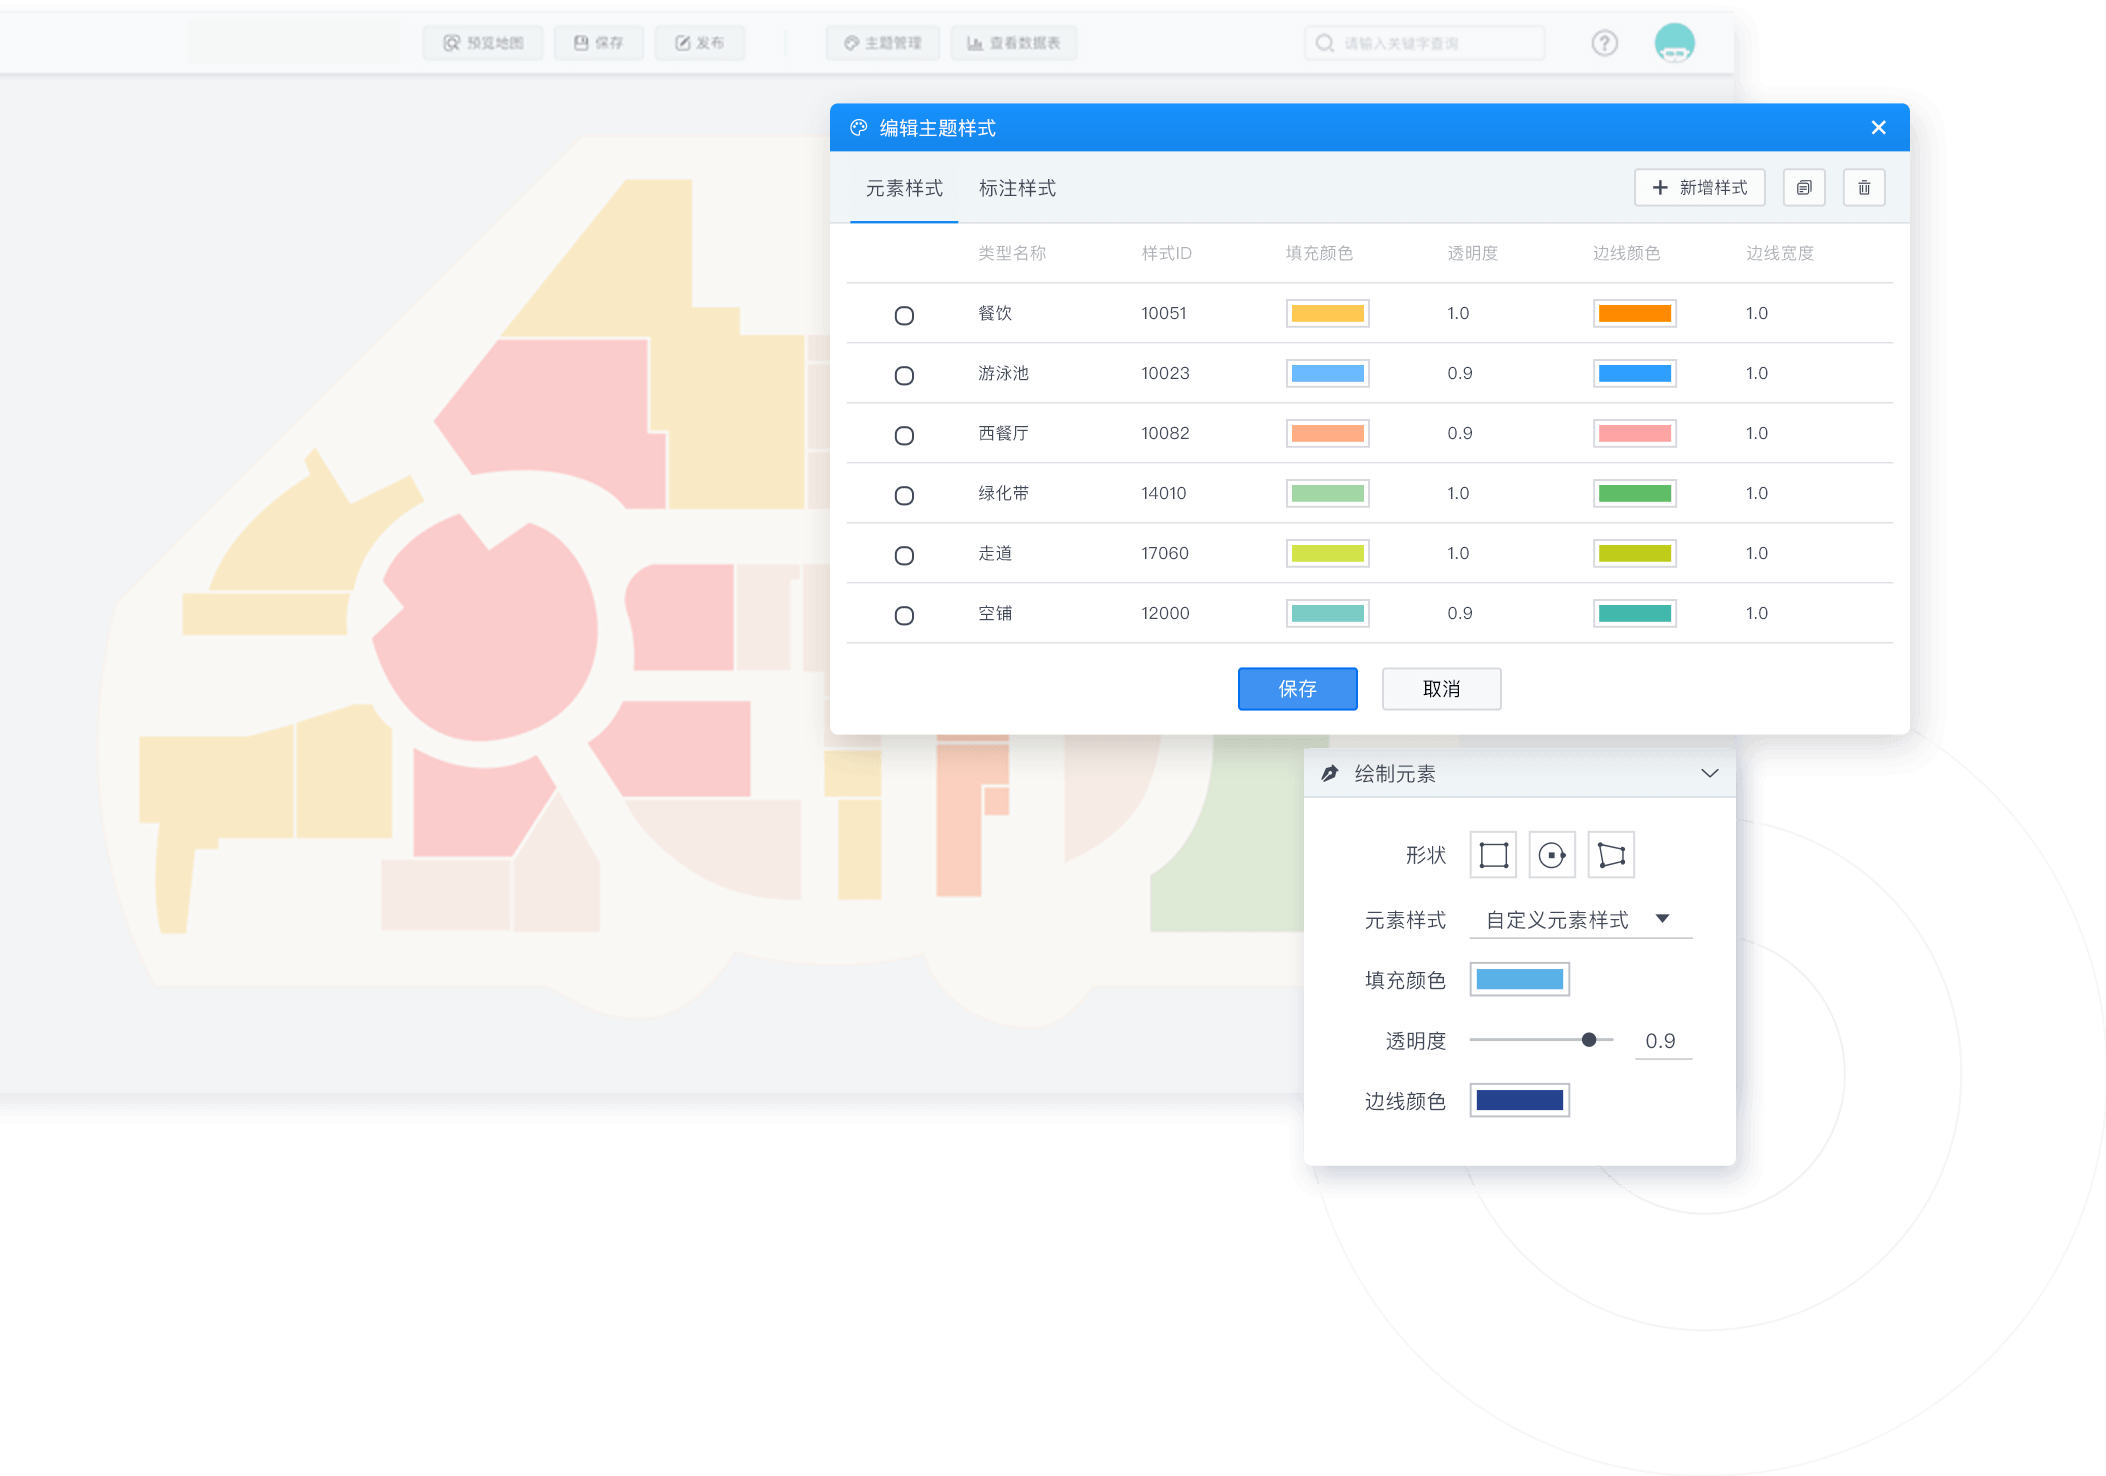 预览地图 保存 发布 主题管理 查看数据表 请输入关键字查询
编辑主题样式
元素样式 标注样式 新增样式
类型名称 样式ID 填充颜色 透明度 边线颜色 边线宽度
餐饮 10051 1.0 1.0
游泳池 10023 0.9 1.0
西餐厅 10082 0.9 1.0
绿化带 14010 1.0 1.0
走道 17060 1.0 1.0
空铺 12000 0.9 1.0
保存 取消
绘制元素
形状
元素样式 自定义元素样式
填充颜色
透明度 0.9
边线颜色